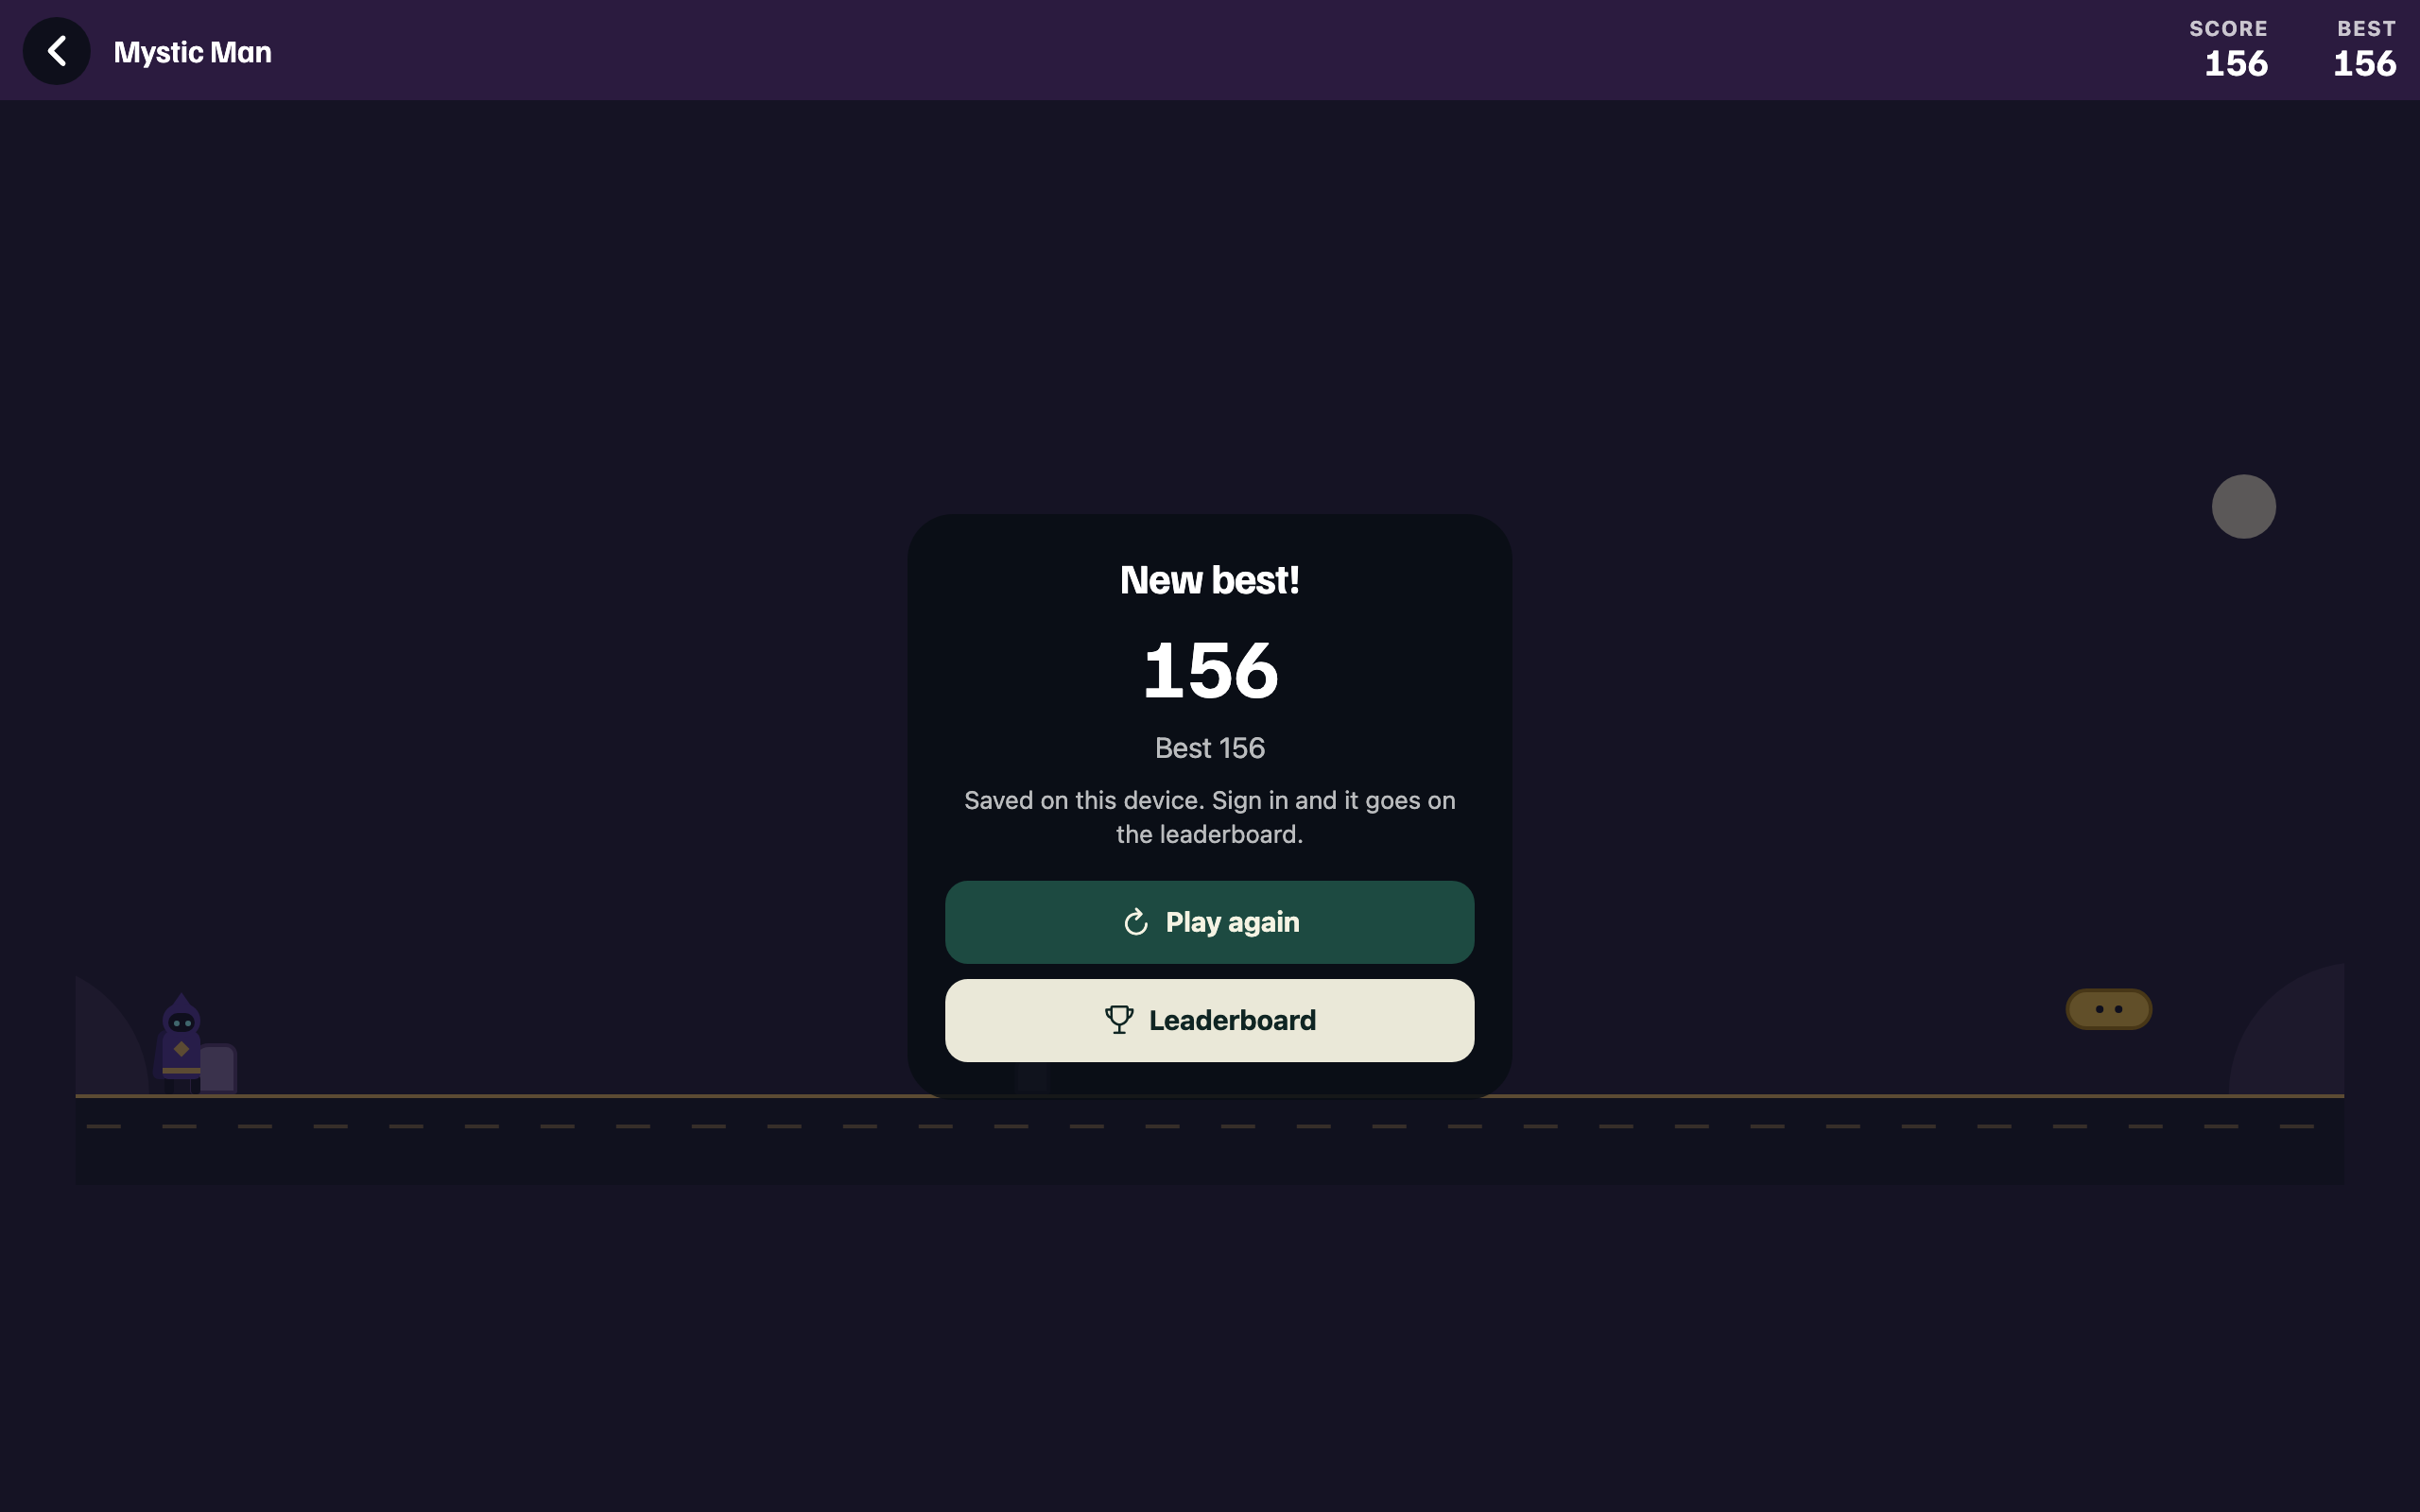 Mystic Man
SCORE
156
BEST
156
New best!
156
Best 156
Saved on this device. Sign in and it goes on
the leaderboard.
Play again
Leaderboard